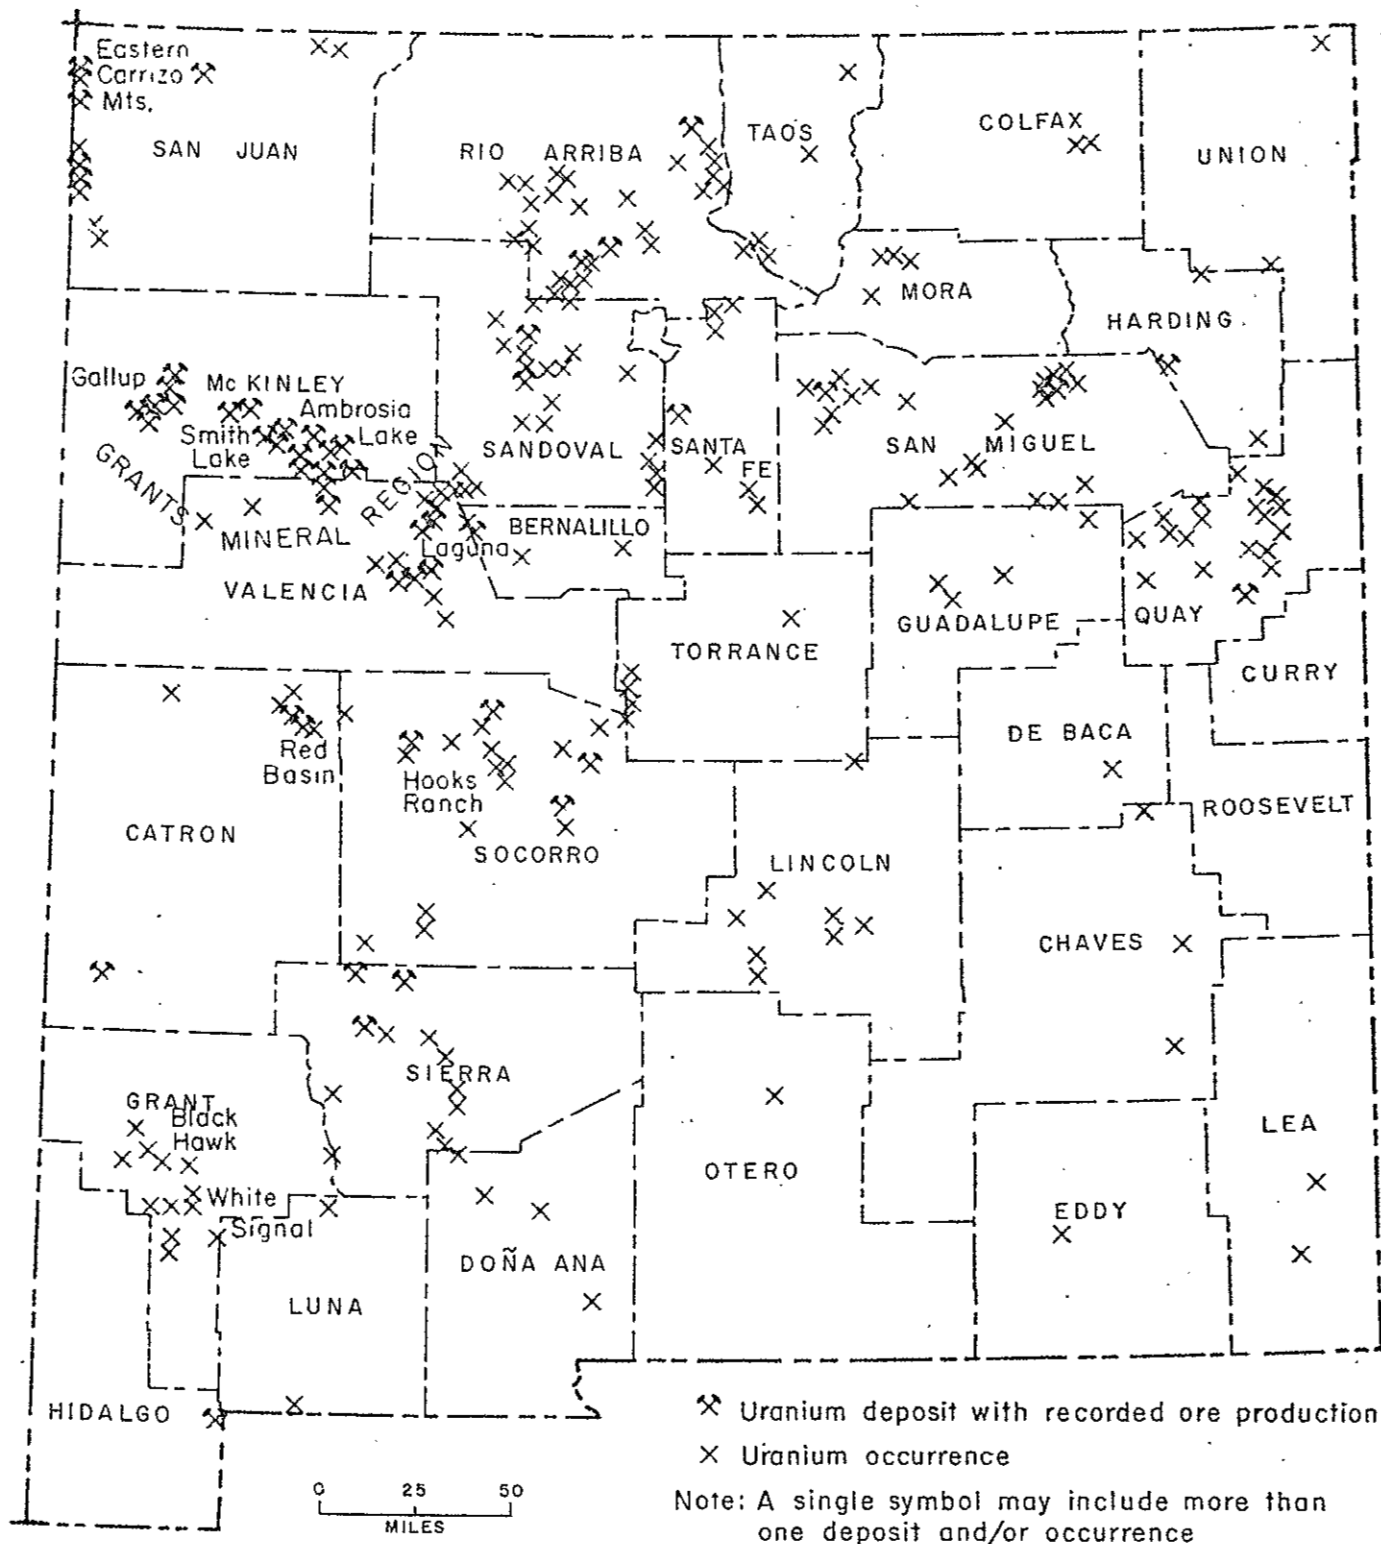 Eastern
Carrizo
Mts.
SAN JUAN
RIO ARRIBA
TAOS
COLFAX
UNION
MORA
HARDING
Gallup
Mc KINLEY
Ambrosia
Lake
Smith
Lake
GRANTS
MINERAL
REGION
SANDOVAL
SANTA
FE
SAN MIGUEL
BERNALILLO
Laguna
VALENCIA
TORRANCE
GUADALUPE
QUAY
CURRY
Red
Basin
Hooks
Ranch
DE BACA
ROOSEVELT
CATRON
SOCORRO
LINCOLN
CHAVES
SIERRA
GRANT
Black
Hawk
OTERO
LEA
White
Signal
EDDY
DOÑA ANA
LUNA
HIDALGO
0 25 50
MILES
Uranium deposit with recorded ore production
Uranium occurrence
Note: A single symbol may include more than
one deposit and/or occurrence